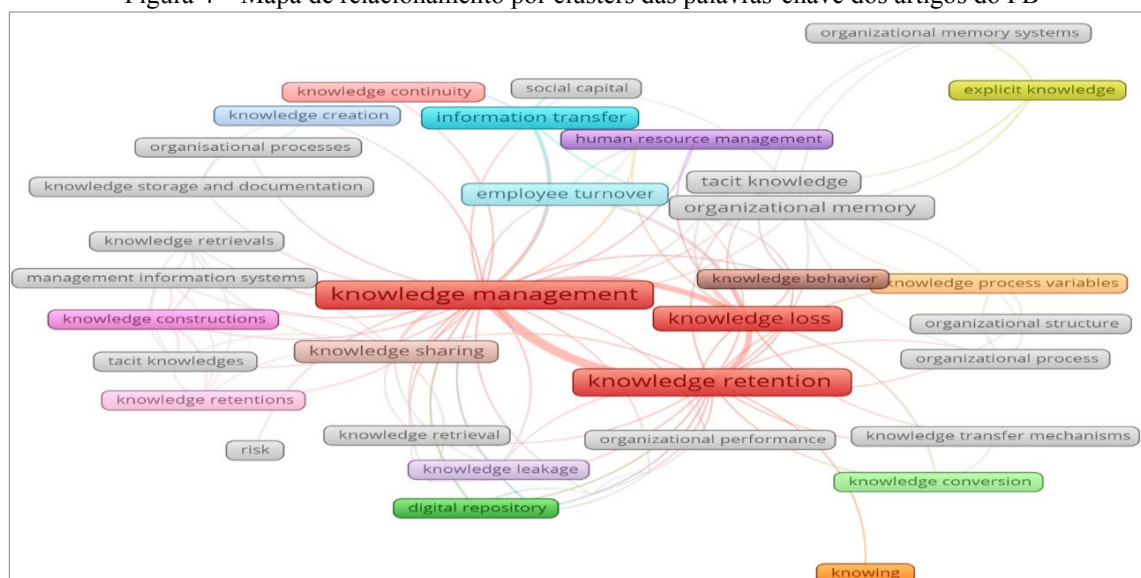 Figura 4 – Mapa de relacionamento por clusters das palavras-chave dos artigos do PB
organizational memory systems
knowledge continuity
social capital
explicit knowledge
knowledge creation
information transfer
human resource management
organisational processes
tacit knowledge
knowledge storage and documentation
employee turnover
organizational memory
knowledge retrievals
management information systems
knowledge behavior
knowledge process variables
knowledge management
knowledge constructions
knowledge loss
organizational structure
knowledge sharing
tacit knowledges
organizational process
knowledge retention
knowledge retentions
knowledge retrieval
organizational performance
knowledge transfer mechanisms
risk
knowledge leakage
knowledge conversion
digital repository
knowing